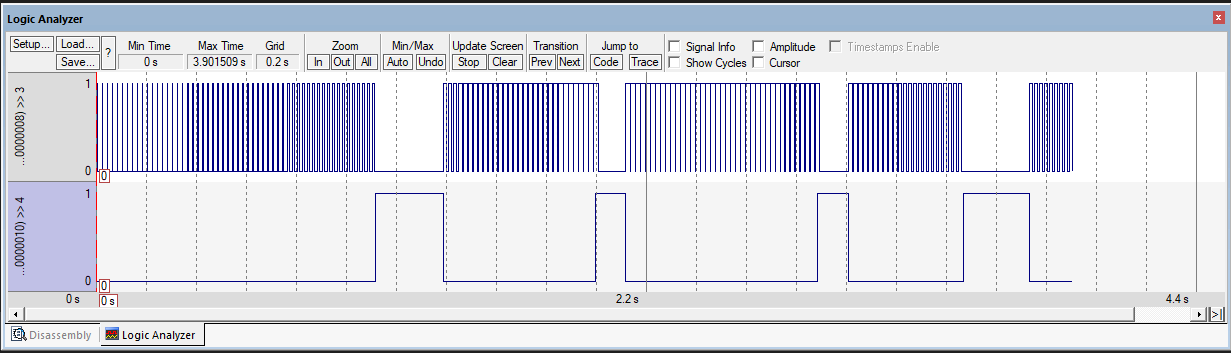 Logic Analyzer
x
Setup... Load... Save... ?
Min Time Max Time Grid Zoom Min/Max Update Screen Transition Jump to Signal Info Amplitude Timestamps Enable
0 s 3.901509 s 0.2 s In Out All Auto Undo Stop Clear Prev Next Code Trace Show Cycles Cursor
1
...0000008) >> 3
0
0
1
...0000010) >> 4
0
0
0 s 0 s 2.2 s 4.4 s
Disassembly Logic Analyzer